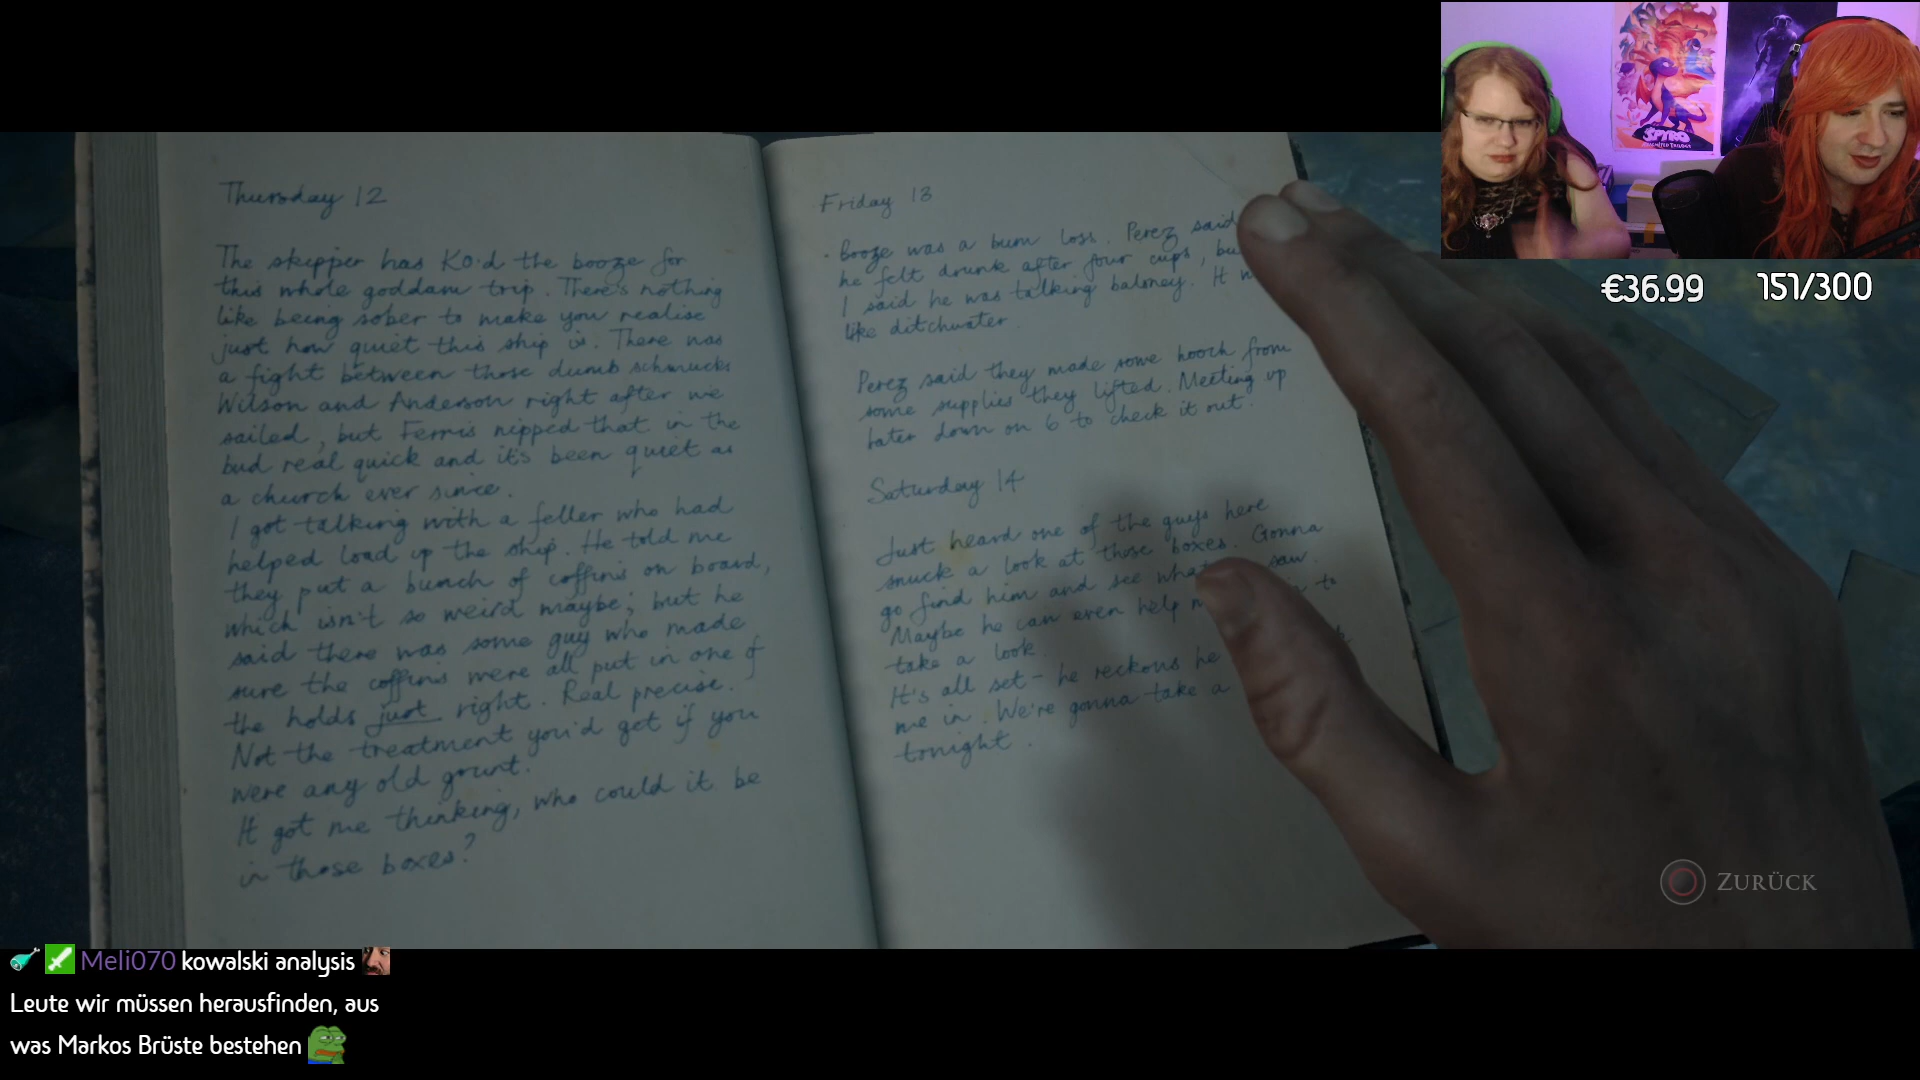 Thursday 12
The skipper has KO.d the booze for
this whole goddam trip. There's nothing
like being sober to make you realise
just how quiet this ship is. There was
a fight between those dumb schmucks
Wilson and Anderson right after we
sailed, but Ferris nipped that in the
bud real quick and it's been quiet as
a church ever since.
I got talking with a feller who had
helped load up the ship. He told me
they put a bunch of coffins on board,
which isn't so weird maybe; but he
said there was some guy who made
sure the coffins were all put in one of
the holds just right. Real precise.
Not the treatment you'd get if you
were any old grunt.
It got me thinking, who could it be
in those boxes?
Friday 13
Booze was a bum loss. Perez said
he felt drunk after four cups,
I said he was talking baloney. It
like ditchwater.
Perez said they made some hooch from
some supplies they lifted. Meeting up
later down on 6 to check it out.
Saturday 14
Just heard one of the guys here
snuck a look at those boxes. Gonna
go find him and see saw.
Maybe he can even help to
take a look.
It's all set - he reckons he
me in. We're gonna take a
tonight.
SPYRO
€36.99 151/300
ZURÜCK
Meli070 kowalski analysis
Leute wir müssen herausfinden, aus
was Markos Brüste bestehen